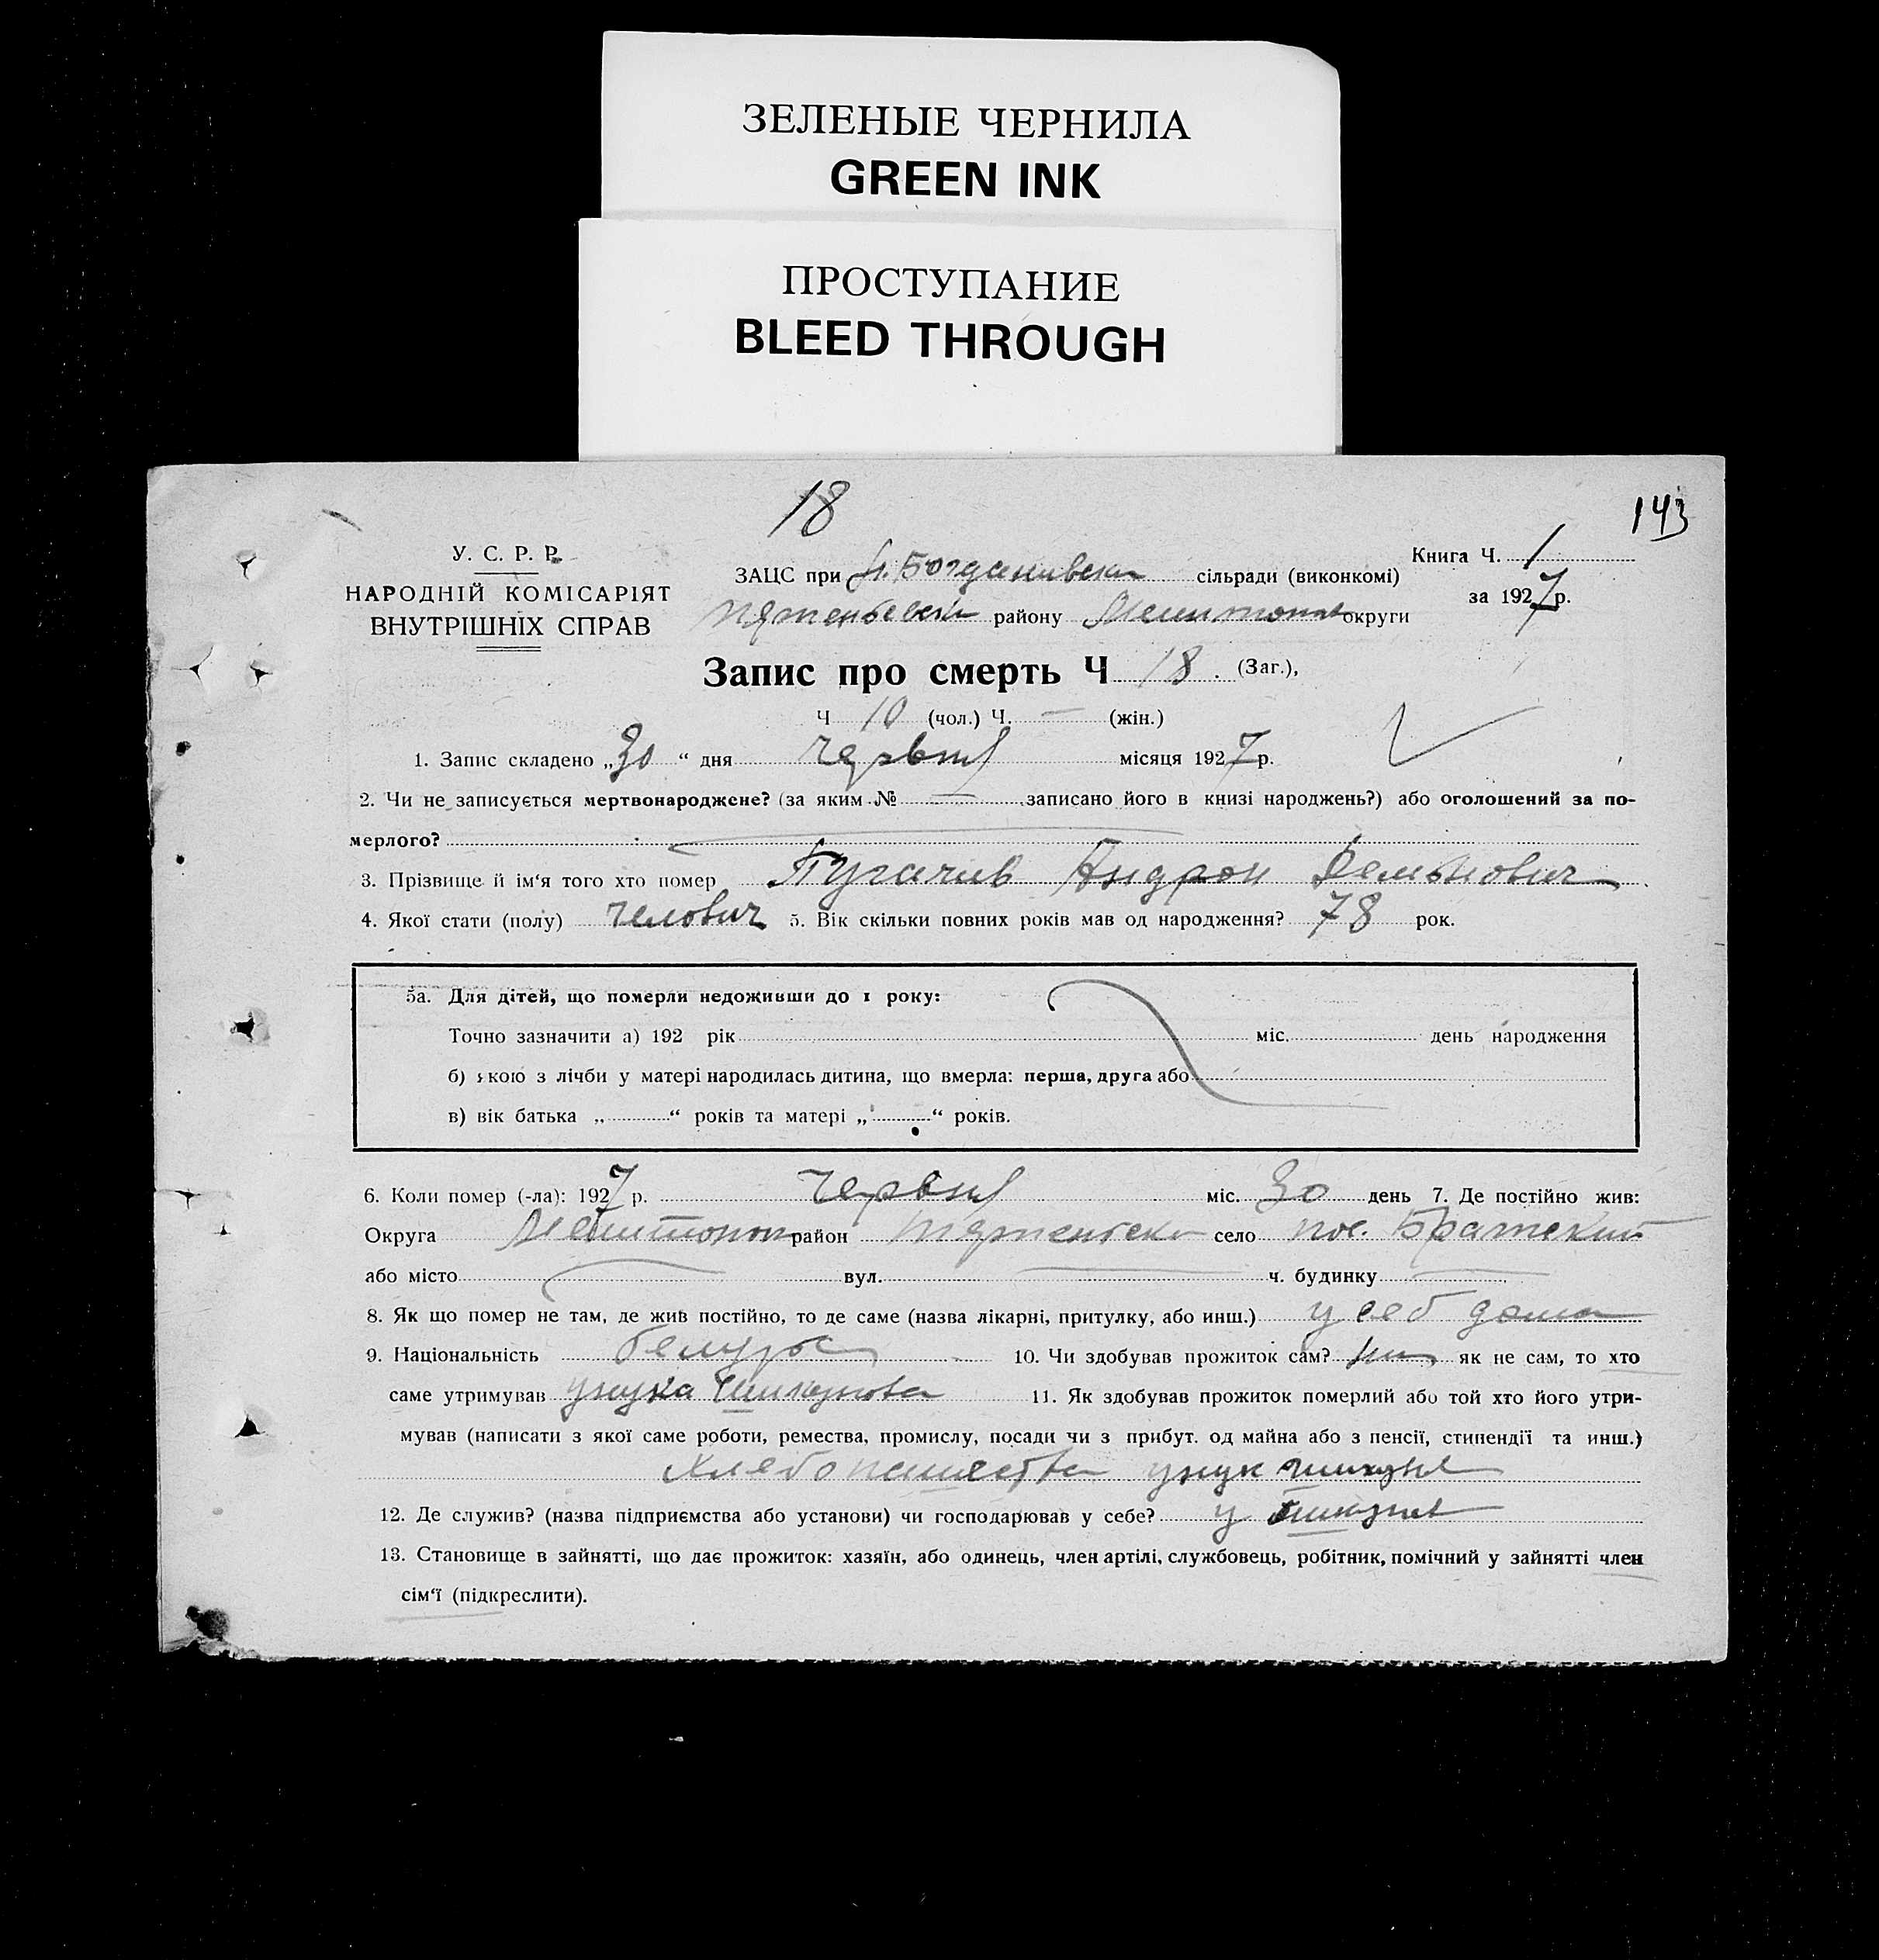 ЗЕЛЕНЫЕ ЧЕРНИЛА
GREEN INK
ПРОСТУПАНИЕ
BLEED THROUGH
18
143
У. С. Р. Р.
НАРОДНІЙ КОМІСАРІЯТ
ВНУТРІШНІХ СПРАВ
ЗАЦС при сільради (виконкомі)
району округи
Книга Ч. 1
за 1927 р.
Запис про смерть Ч 18. (Заг.),
Ч 10 (чол.) Ч. — (жін.)
1. Запис складено „30 “ дня червня місяця 1927 р.
2. Чи не записується мертвонароджене? (за яким № — записано його в книзі народжень?) або оголошений за по-
мерлого?
3. Прізвище й ім‘я того хто помер Пугачив Андрон Демьнович
4. Якої стати (полу) челович 5. Вік скільки повних років мав од народження? 78 рок.
5а. Для дітей, що померли недоживши до 1 року:
Точно зазначити а) 192 рік міс. день народження
б) якою з лічби у матері народилась дитина, що вмерла: перша, друга або
в) вік батька „ “ років та матері „ “ років.
6. Коли помер (-ла): 1927 р. червня міс. 30 день 7. Де постійно жив:
Округа район село пос. Братский
або місто вул. ч. будинку
8. Як що помер не там, де жив постійно, то де саме (назва лікарні, притулку, або инш.) у себ дома
9. Національність 10. Чи здобував прожиток сам? ни як не сам, то хто
саме утримував 11. Як здобував прожиток померлий або той хто його утри-
мував (написати з якої саме роботи, ремества, промислу, посади чи з прибут. од майна або з пенсії, стипендії та инш.)
12. Де служив? (назва підприємства або установи) чи господарював у себе? у
13. Становище в зайнятті, що дає прожиток: хазяїн, або одинець, член артілі, службовець, робітник, помічний у зайнятті член
сім‘ї (підкреслити).